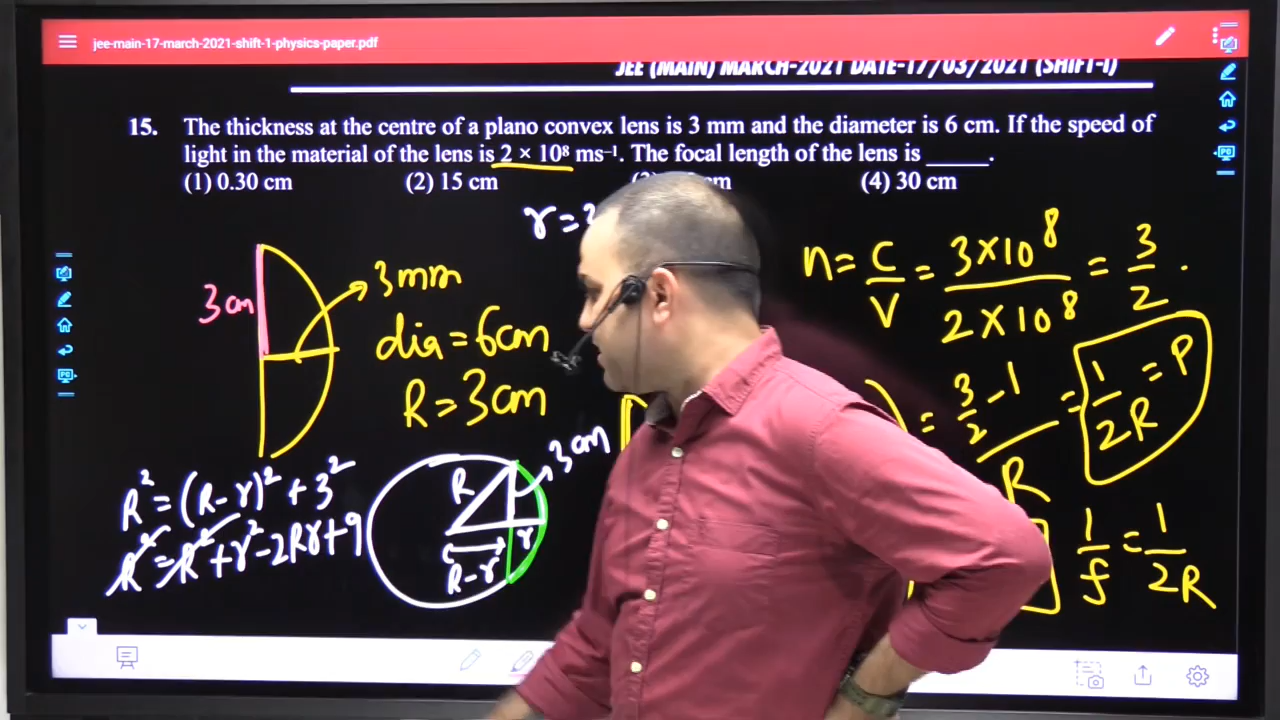 jee-main-17-march-2021-shift-1-physics-paper.pdf
JEE (MAIN) MARCH-2021 DATE-17/03/2021 (SHIFT-I)
15. The thickness at the centre of a plano convex lens is 3 mm and the diameter is 6 cm. If the speed of
light in the material of the lens is 2 × 10⁸ ms⁻¹. The focal length of the lens is _____.
(1) 0.30 cm (2) 15 cm (4) 30 cm
r =
3 cm
3mm
dia = 6cm
R = 3cm
n = C/V = 3×10⁸/2×10⁸ = 3/2
= (3/2 - 1)/R = 1/2R = P
1/f = 1/2R
R² = (R-r)² + 3²
R² = R² + r² - 2Rr + 9
R
3 cm
r
R-r